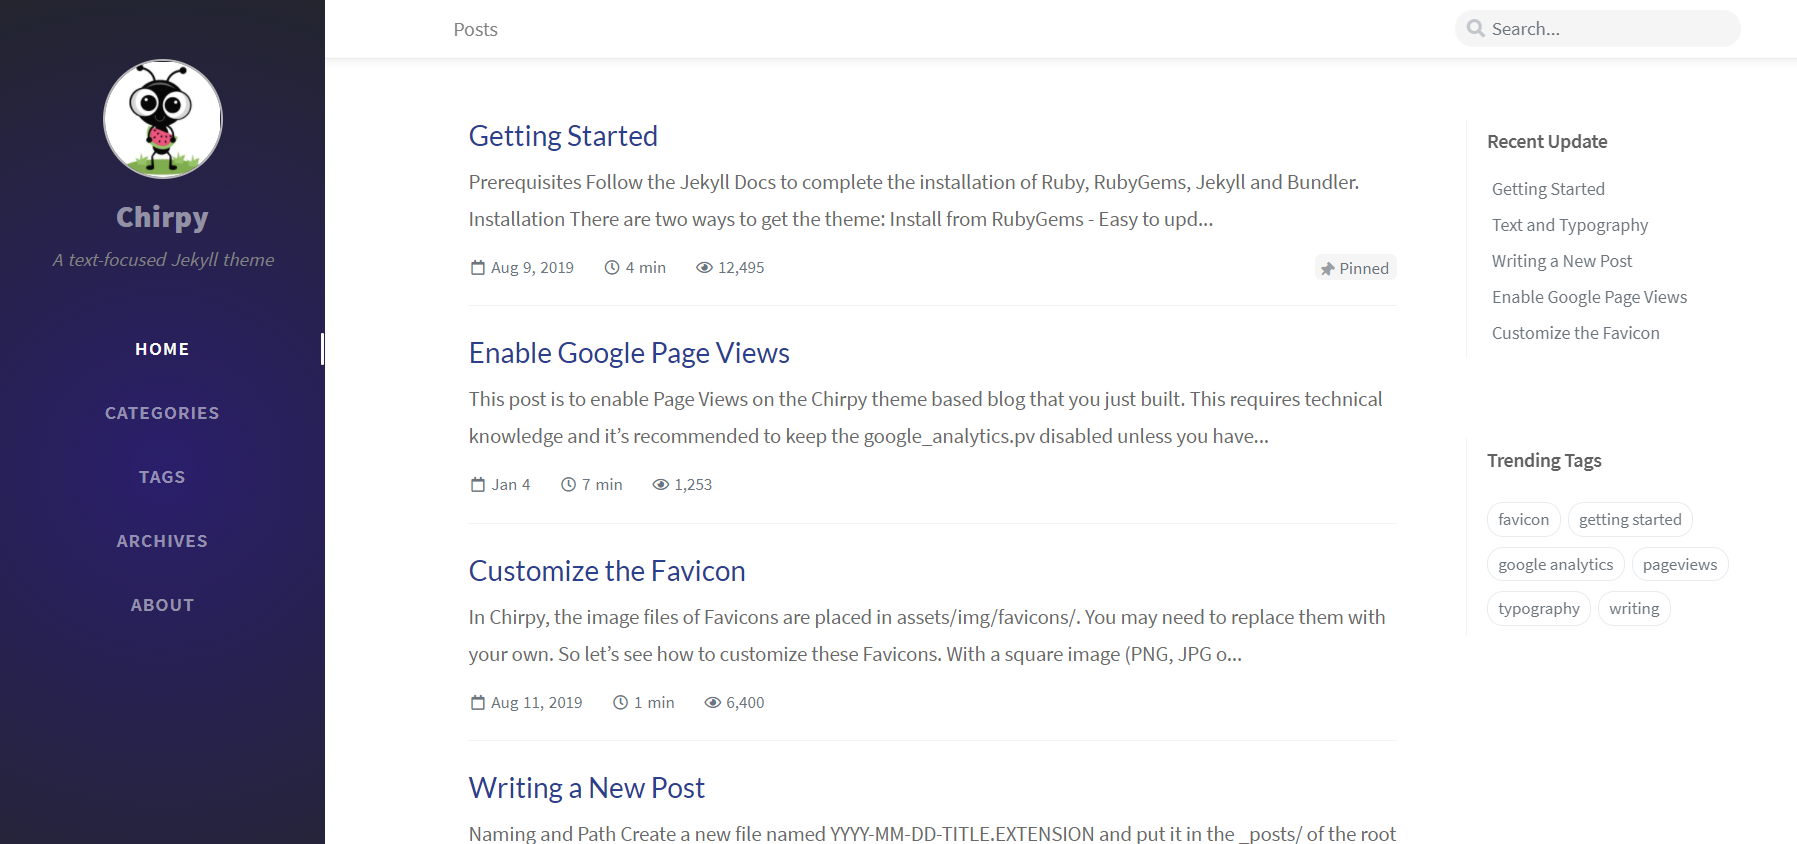 Chirpy
A text-focused Jekyll theme
HOME
CATEGORIES
TAGS
ARCHIVES
ABOUT
Posts
Search...
Getting Started
Prerequisites Follow the Jekyll Docs to complete the installation of Ruby, RubyGems, Jekyll and Bundler.
Installation There are two ways to get the theme: Install from RubyGems - Easy to upd...
Aug 9, 2019 4 min 12,495 Pinned
Enable Google Page Views
This post is to enable Page Views on the Chirpy theme based blog that you just built. This requires technical
knowledge and it’s recommended to keep the google_analytics.pv disabled unless you have...
Jan 4 7 min 1,253
Customize the Favicon
In Chirpy, the image files of Favicons are placed in assets/img/favicons/. You may need to replace them with
your own. So let’s see how to customize these Favicons. With a square image (PNG, JPG o...
Aug 11, 2019 1 min 6,400
Writing a New Post
Naming and Path Create a new file named YYYY-MM-DD-TITLE.EXTENSION and put it in the _posts/ of the root
Recent Update
Getting Started
Text and Typography
Writing a New Post
Enable Google Page Views
Customize the Favicon
Trending Tags
favicon getting started
google analytics pageviews
typography writing